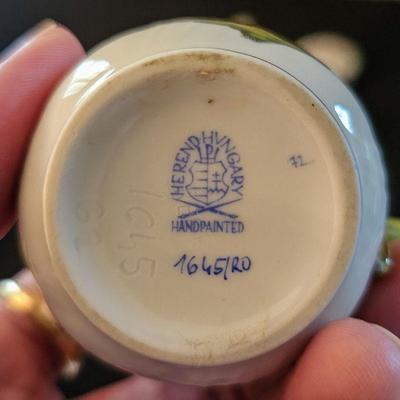 HEREND HUNGARY
HANDPAINTED
1645/RO
72
1645